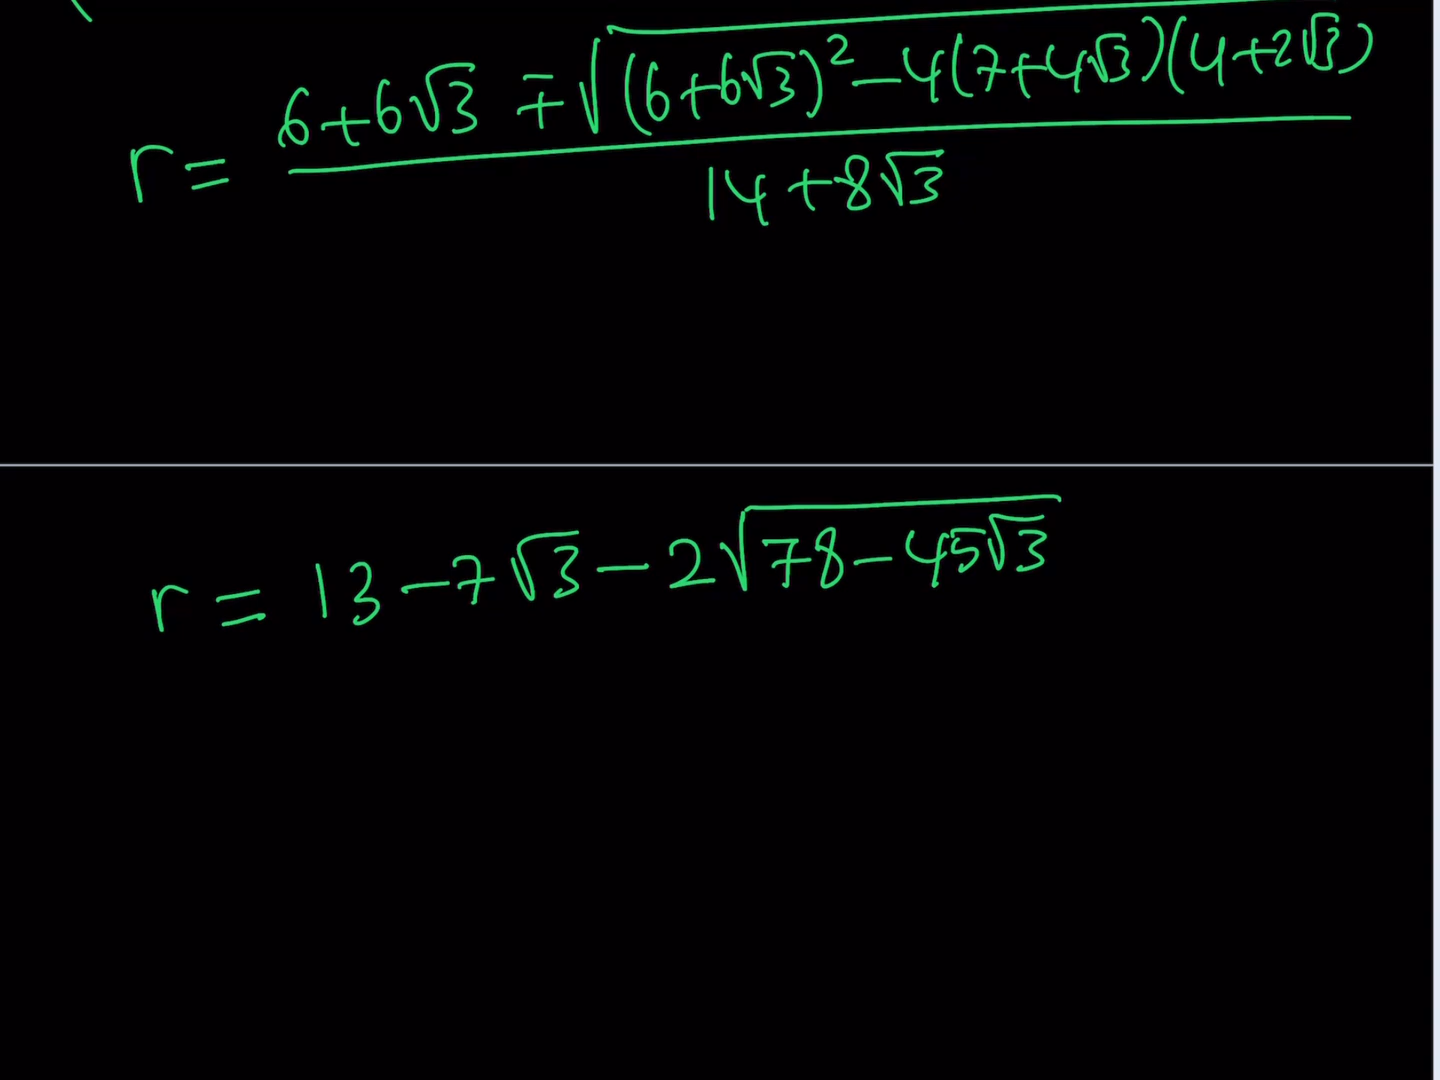 r = (6+6√3 ∓ √((6+6√3)² − 4(7+4√3)(4+2√3))) / (14+8√3)
r = 13 − 7√3 − 2√(78 − 45√3)